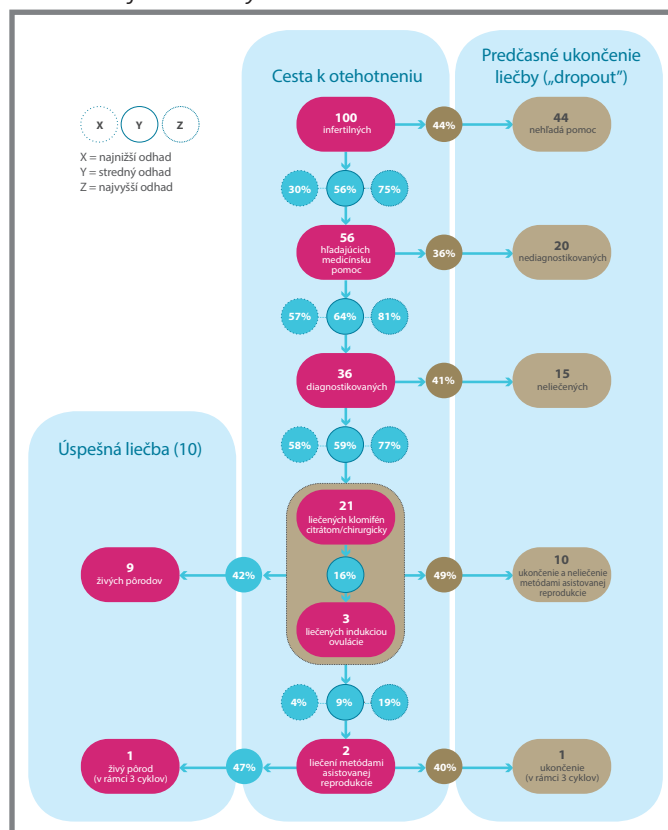 Cesta k otehotneniu
Predčasné ukončenie
liečby („dropout”)
X
Y
Z
X = najnižší odhad
Y = stredný odhad
Z = najvyšší odhad
100
infertilných
44%
44
nehľadá pomoc
30%
56%
75%
56
hľadajúcich
medicínsku
pomoc
36%
20
nediagnostikovaných
57%
64%
81%
36
diagnostikovaných
41%
15
neliečených
58%
59%
77%
Úspešná liečba (10)
21
liečených klomifén
citrátom/chirurgicky
9
živých pôrodov
42%
16%
49%
10
ukončenie a neliečenie
metódami asistovanej
reprodukcie
3
liečených indukciou
ovulácie
4%
9%
19%
1
živý pôrod
(v rámci 3 cyklov)
47%
2
liečení metódami
asistovanej
reprodukcie
40%
1
ukončenie
(v rámci 3 cyklov)